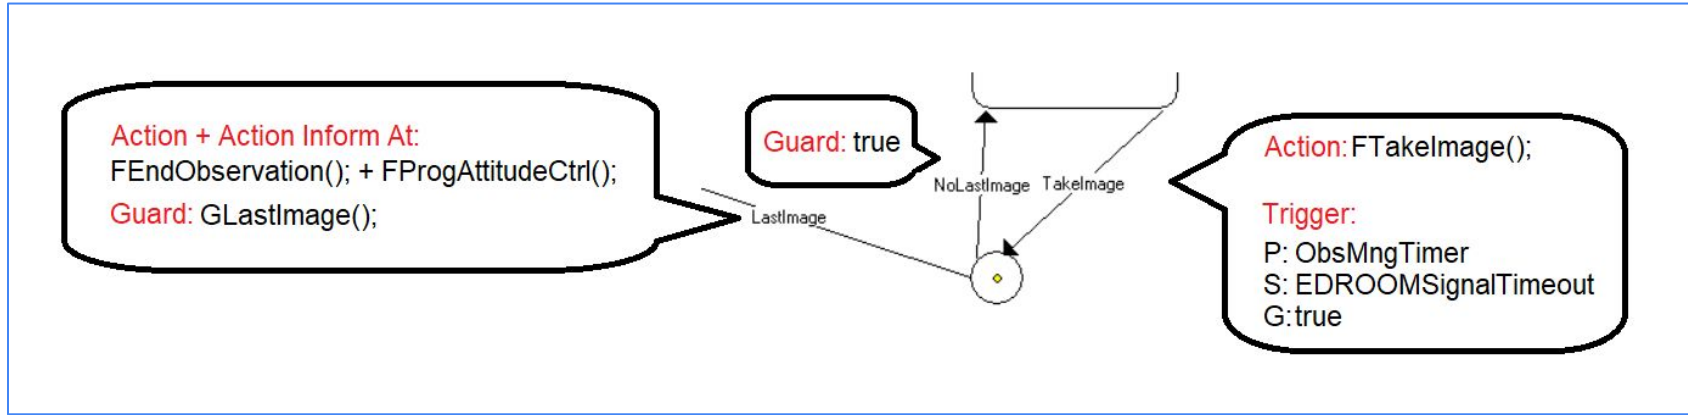 Action + Action Inform At:
FEndObservation(); + FProgAttitudeCtrl();
Guard: GLastImage();
LastImage
Guard: true
NoLastImage
TakeImage
Action: FTakeImage();
Trigger:
P: ObsMngTimer
S: EDROOMSignalTimeout
G: true